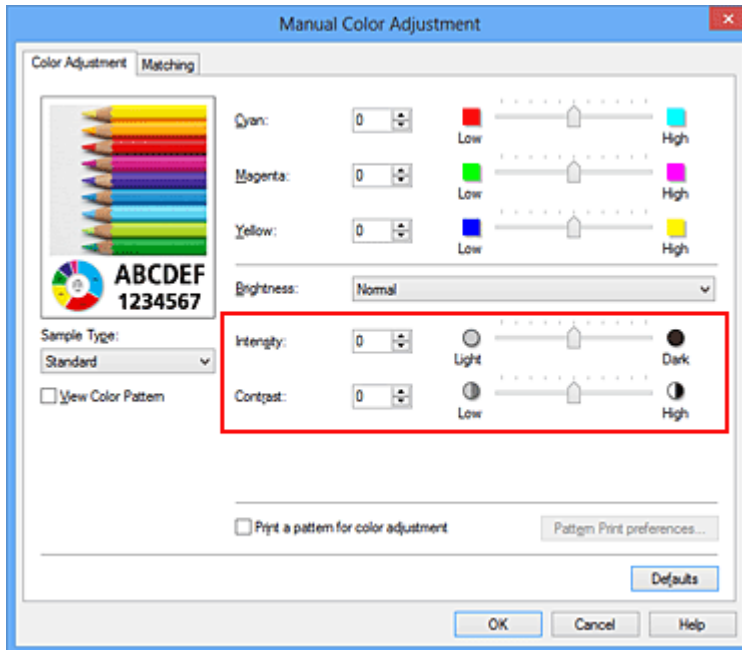 Manual Color Adjustment
Color Adjustment Matching
Cyan: 0 Low High
Magenta: 0 Low High
Yellow: 0 Low High
ABCDEF
1234567
Brightness: Normal
Sample Type:
Standard
View Color Pattern
Intensity: 0 Light Dark
Contrast: 0 Low High
Print a pattern for color adjustment Pattern Print preferences...
Defaults
OK Cancel Help